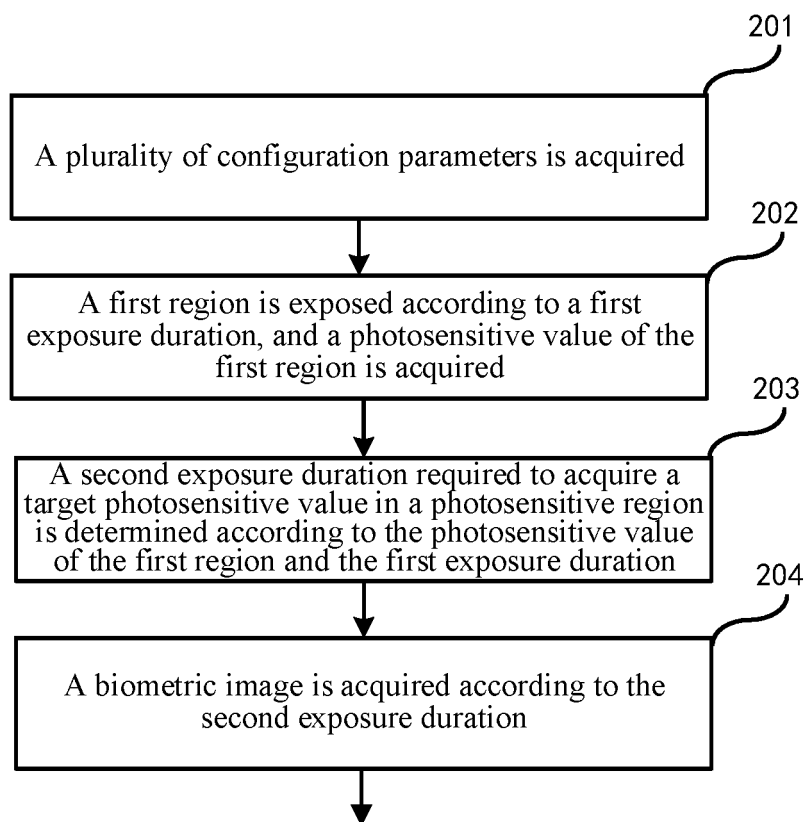 201
A plurality of configuration parameters is acquired
202
A first region is exposed according to a first
exposure duration, and a photosensitive value of the
first region is acquired
203
A second exposure duration required to acquire a
target photosensitive value in a photosensitive region
is determined according to the photosensitive value
of the first region and the first exposure duration
204
A biometric image is acquired according to the
second exposure duration